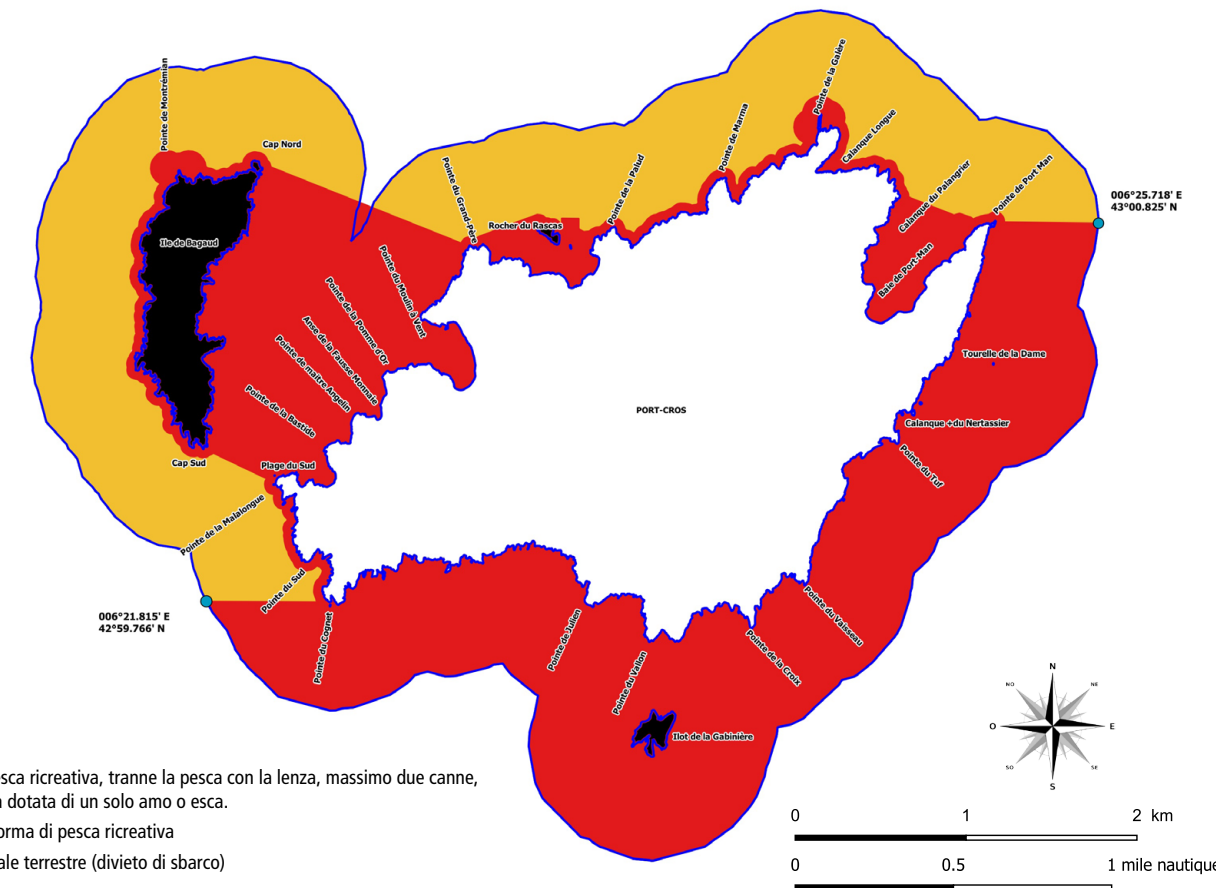 Pointe de Montrémian
Cap Nord
Pointe de la Galère
Pointe de Marma
Calanque Longue
Pointe du Grand-Père
Pointe de la Palud
Calanque du Palangrier
Pointe de Port Man
006°25.718' E
43°00.825' N
Rocher du Rascas
Ile de Bagaud
Pointe du Moulin à Vent
Baie de Port-Man
Pointe de la Pomme d'Or
Anse de la Fausse Monnaie
Pointe de maitre Angelin
Tourelle de la Dame
Pointe de la Bastide
PORT-CROS
Calanque +du Nertassier
Cap Sud
Plage du Sud
Pointe du Tuf
Pointe de la Malalongue
Pointe du Sud
006°21.815' E
42°59.766' N
Pointe du Cognet
Pointe de Julien
Pointe du Vallon
Pointe de la Croix
Pointe du Vaisseau
Ilot de la Gabinière
N
NO
NE
O
E
SO
SE
S
esca ricreativa, tranne la pesca con la lenza, massimo due canne,
a dotata di un solo amo o esca.
orma di pesca ricreativa
ale terrestre (divieto di sbarco)
0 1 2 km
0 0.5 1 mile nautique